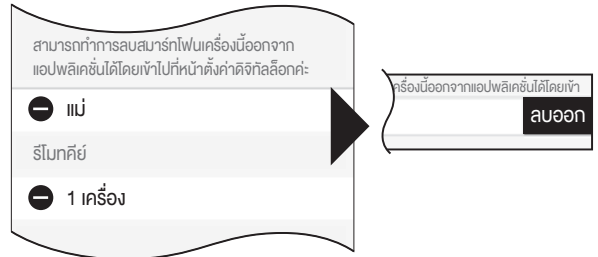 สามารถทำการลบสมาร์ทโฟนเครื่องนี้ออกจาก
แอปพลิเคชั่นได้โดยเข้าไปที่หน้าตั้งค่าดิจิทัลล็อกค่ะ
แม่
รีโมทคีย์
1 เครื่อง
ครื่องนี้ออกจากแอปพลิเคชั่นได้โดยเข้า
ลบออก